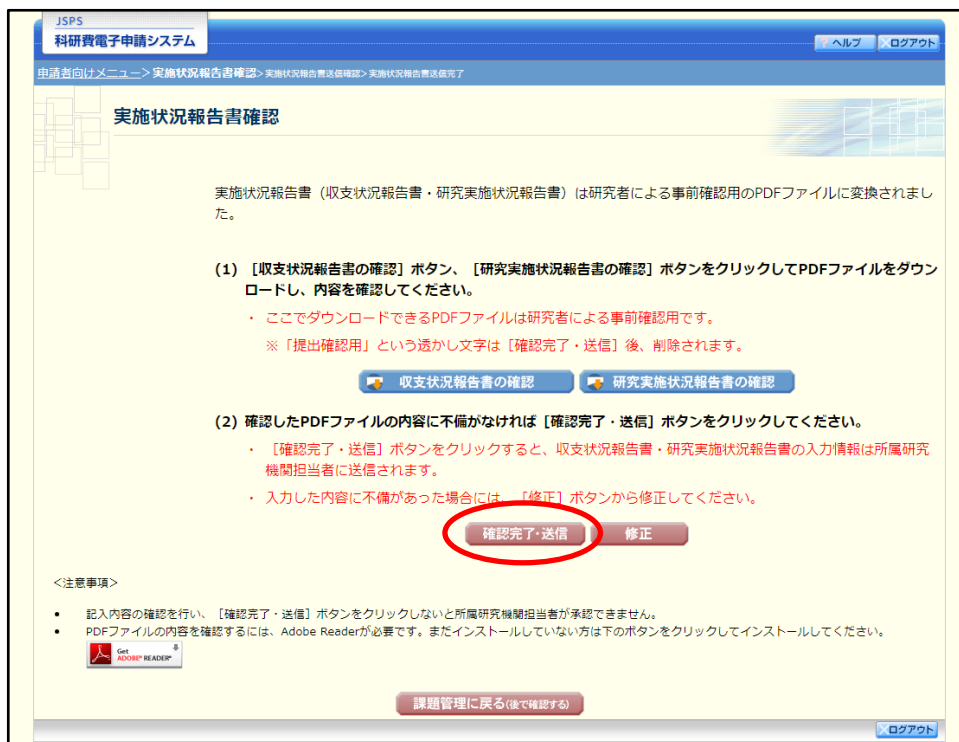 JSPS
科研費電子申請システム
ヘルプ
ログアウト
申請者向けメニュー>実施状況報告書確認>実施状況報告書送信確認>実施状況報告書送信完了
実施状況報告書確認
実施状況報告書(収支状況報告書・研究実施状況報告書)は研究者による事前確認用のPDFファイルに変換されまし
た。
(1) [収支状況報告書の確認]ボタン、[研究実施状況報告書の確認]ボタンをクリックしてPDFファイルをダウン
ロードし、内容を確認してください。
・ ここでダウンロードできるPDFファイルは研究者による事前確認用です。
※「提出確認用」という透かし文字は[確認完了・送信]後、削除されます。
収支状況報告書の確認
研究実施状況報告書の確認
(2) 確認したPDFファイルの内容に不備がなければ[確認完了・送信]ボタンをクリックしてください。
・ [確認完了・送信]ボタンをクリックすると、収支状況報告書・研究実施状況報告書の入力情報は所属研究
機関担当者に送信されます。
・ 入力した内容に不備があった場合には、[修正]ボタンから修正してください。
確認完了・送信
修正
<注意事項>
• 記入内容の確認を行い、[確認完了・送信]ボタンをクリックしないと所属研究機関担当者が承認できません。
• PDFファイルの内容を確認するには、Adobe Readerが必要です。まだインストールしていない方は下のボタンをクリックしてインストールしてください。
Get
ADOBE® READER®
課題管理に戻る(後で確認する)
ログアウト